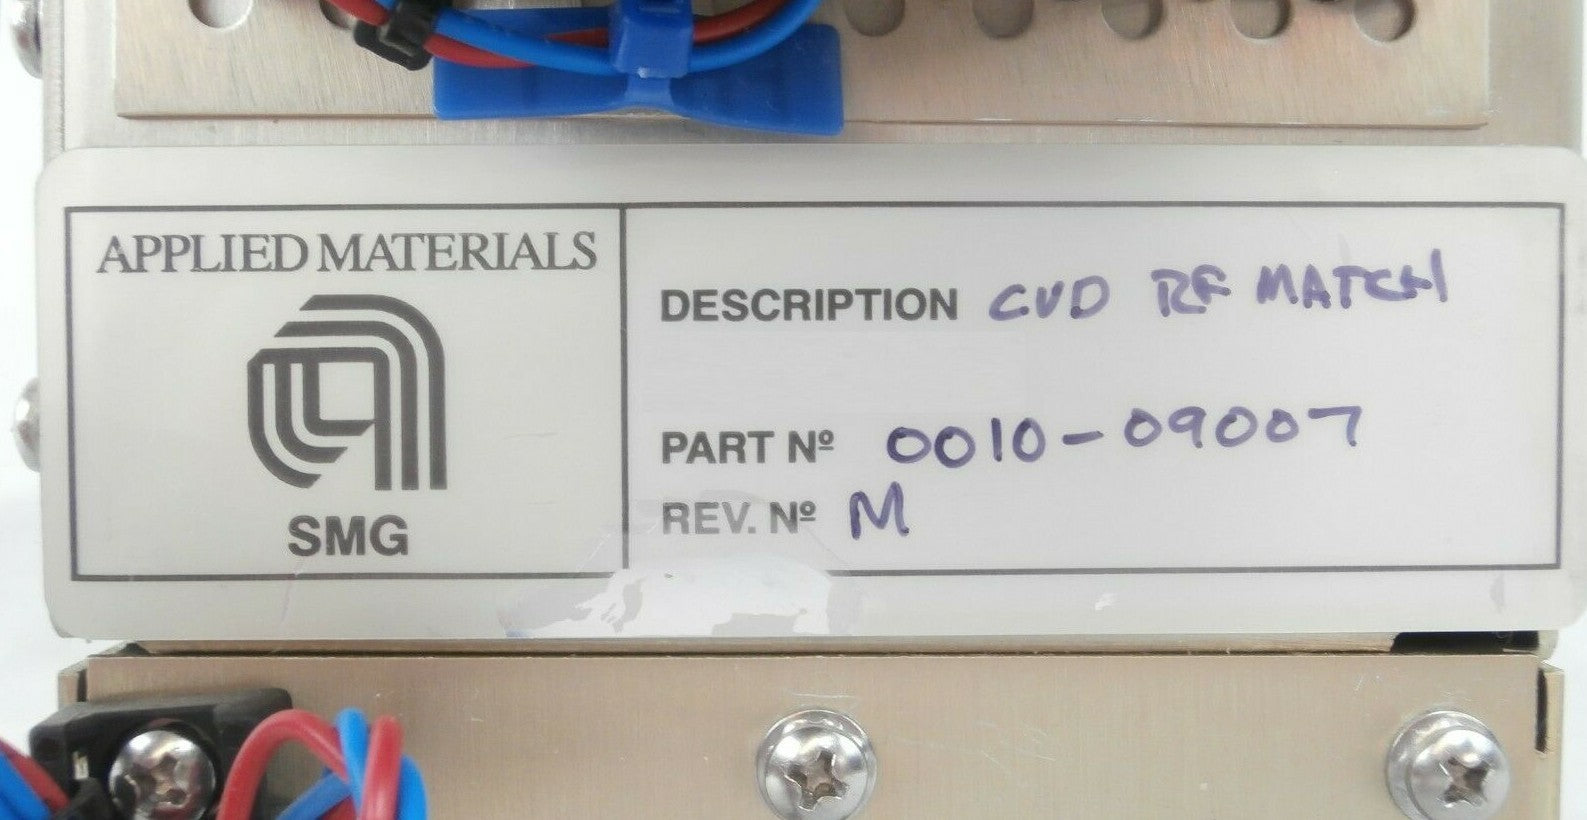 APPLIED MATERIALS
SMG
DESCRIPTION CVD RF MATCH
PART Nº 0010-09007
REV. Nº M